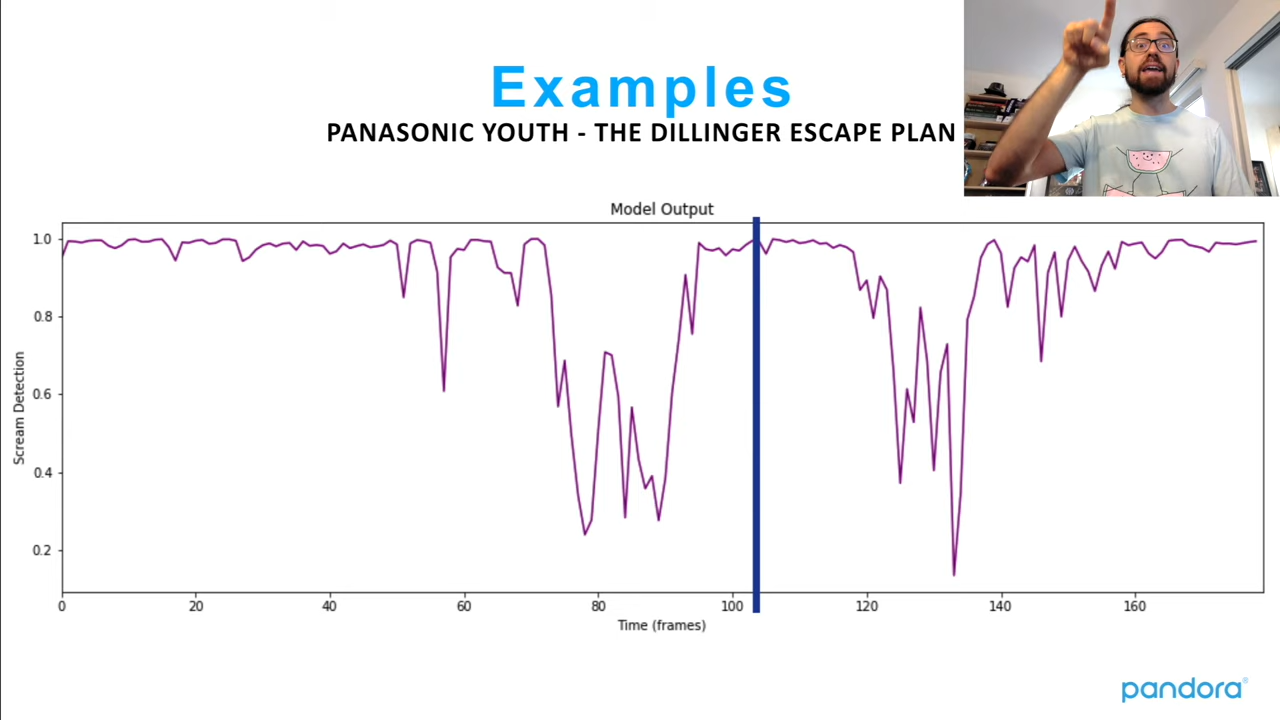 Examples
PANASONIC YOUTH - THE DILLINGER ESCAPE PLAN
Model Output
1.0
0.8
0.6
0.4
0.2
Scream Detection
0 20 40 60 80 100 120 140 160
Time (frames)
pandora®